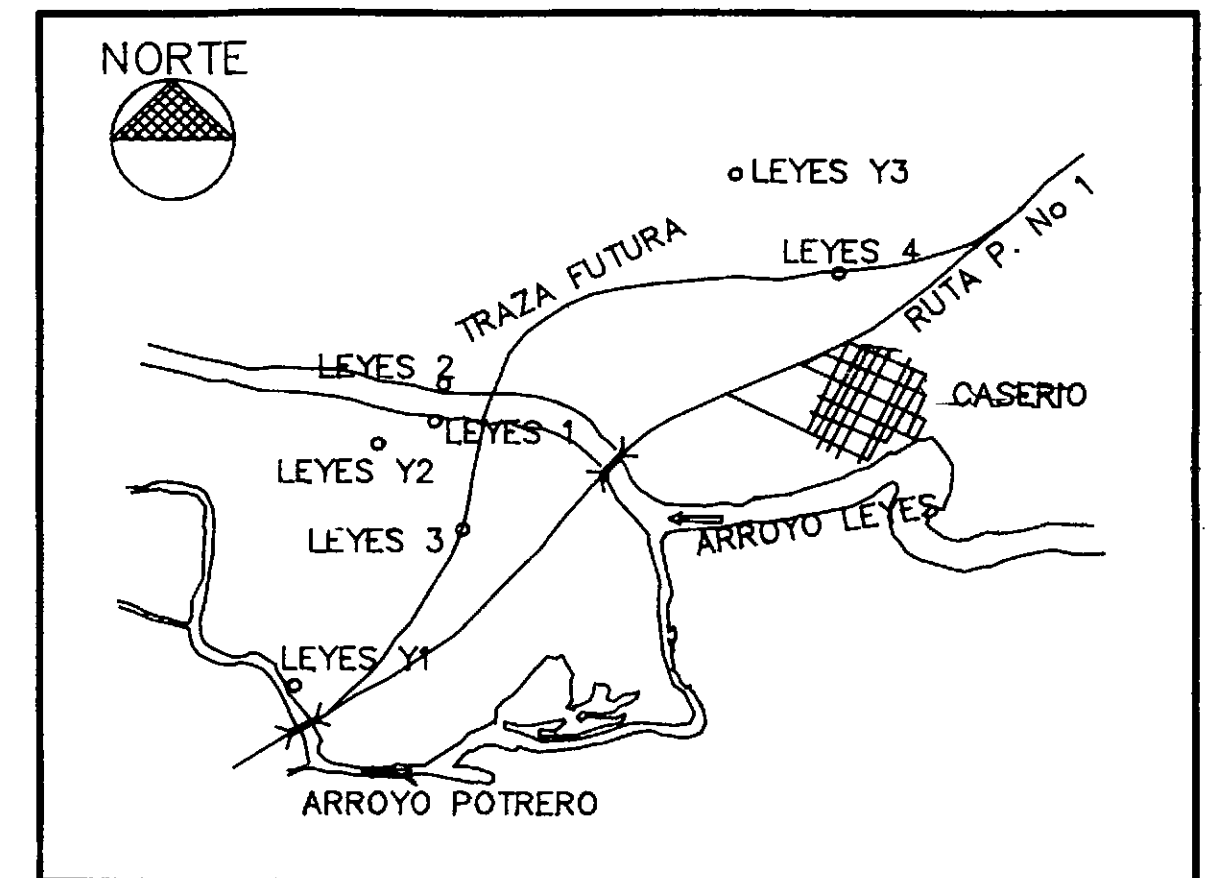 NORTE
LEYES Y3
LEYES 4
TRAZA FUTURA
RUTA P. No 1
LEYES 2
CASERIO
LEYES 1
LEYES Y2
ARROYO LEYES
LEYES 3
LEYES Y1
ARROYO POTRERO